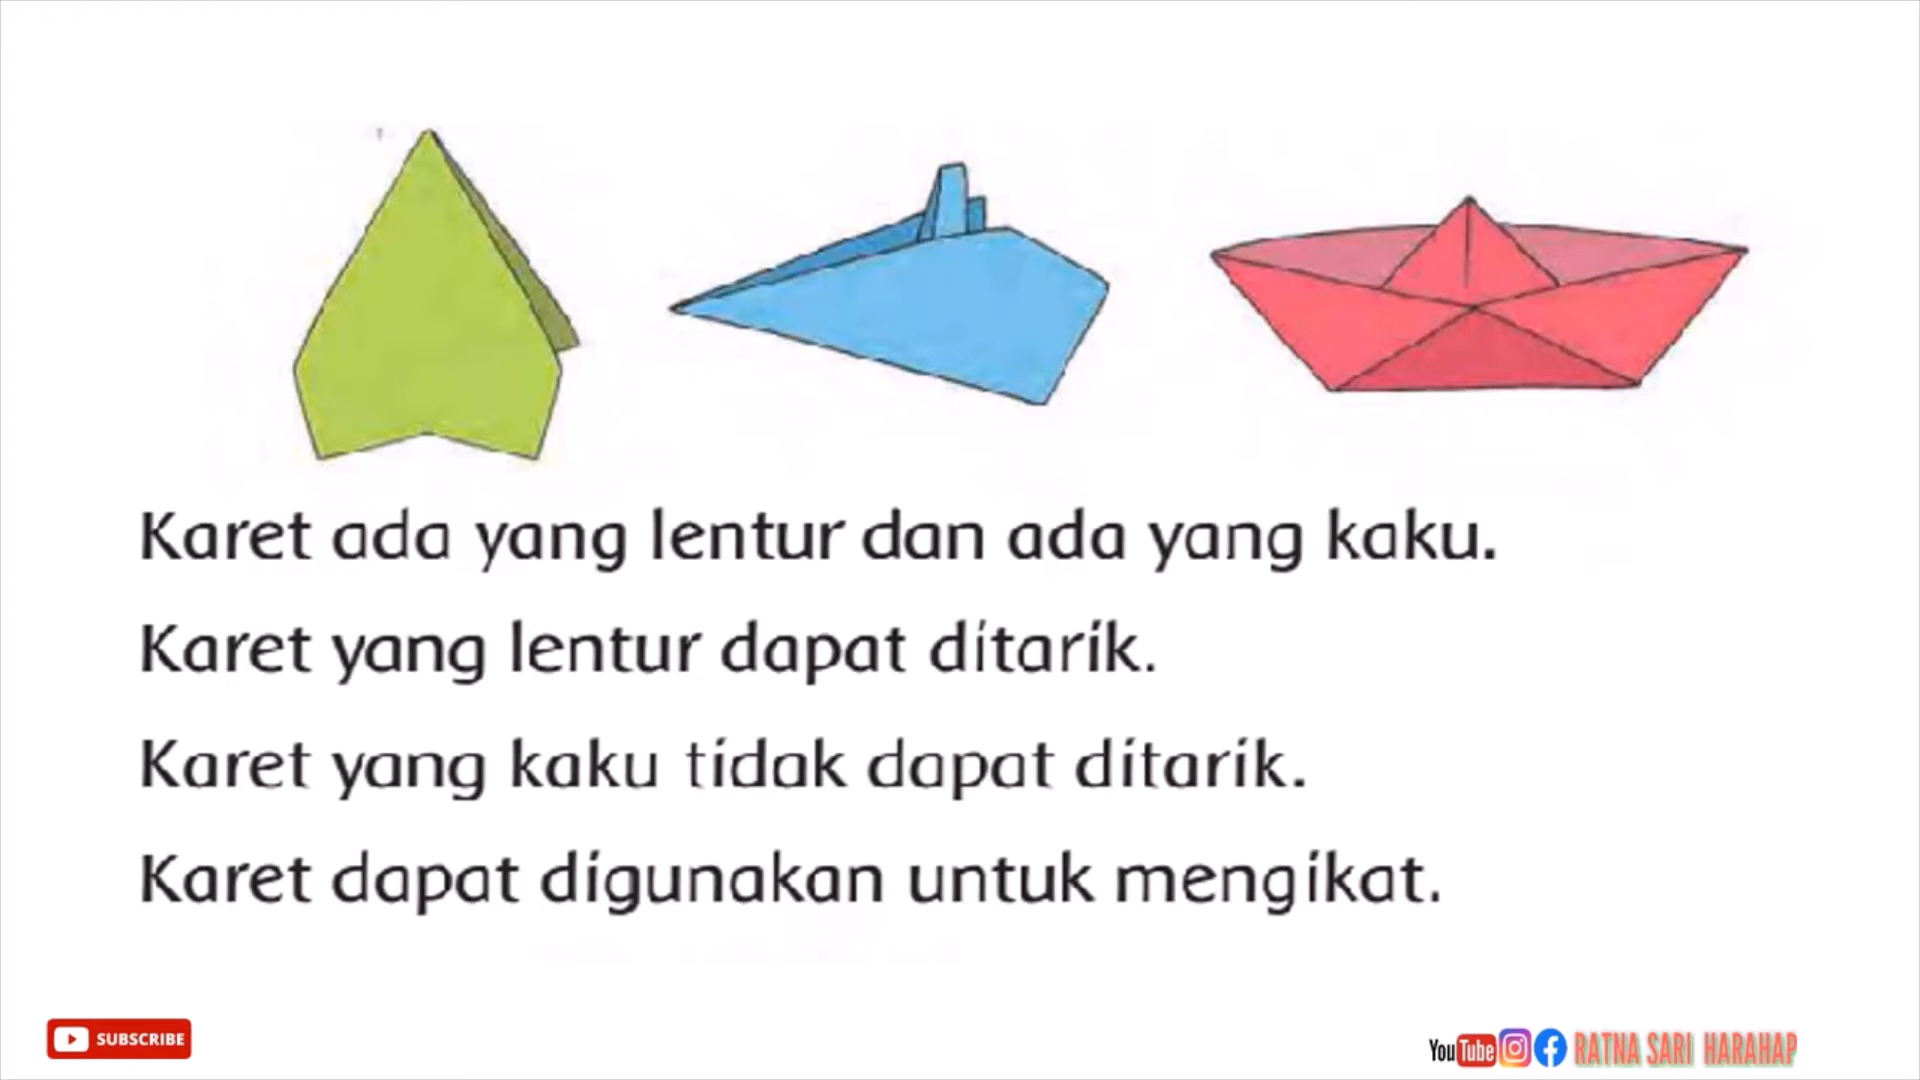 Karet ada yang lentur dan ada yang kaku.
Karet yang lentur dapat ditarik.
Karet yang kaku tidak dapat ditarik.
Karet dapat digunakan untuk mengikat.
SUBSCRIBE
YouTube RATNA SARI HARAHAP